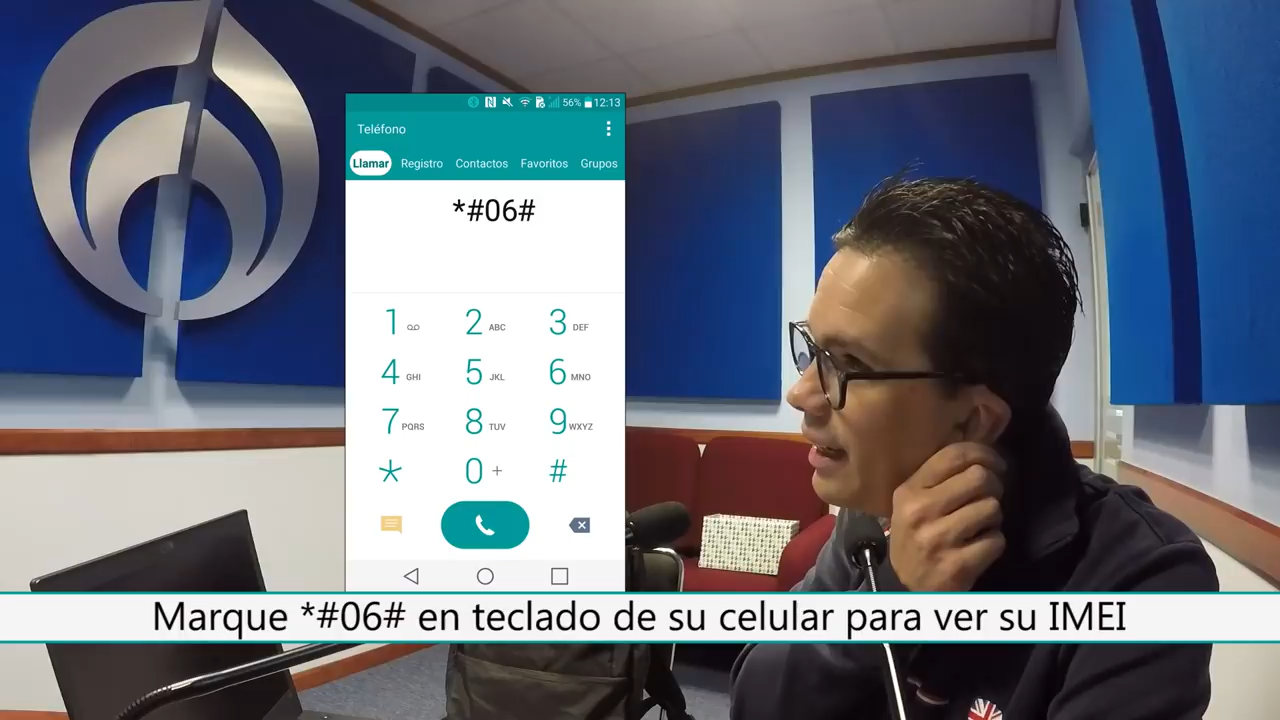 56% 12:13
Teléfono
Llamar Registro Contactos Favoritos Grupos
*#06#
1 2 ABC 3 DEF
4 GHI 5 JKL 6 MNO
7 PQRS 8 TUV 9 WXYZ
* 0 + #
Marque *#06# en teclado de su celular para ver su IMEI